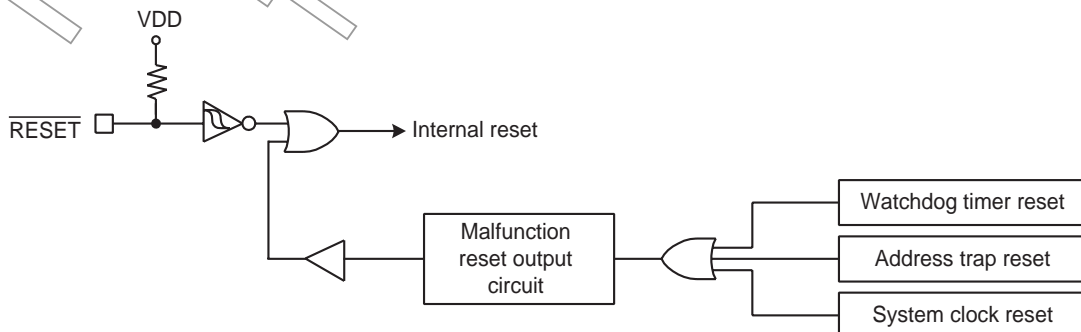 VDD
RESET
Internal reset
Watchdog timer reset
Malfunction
reset output
circuit
Address trap reset
System clock reset